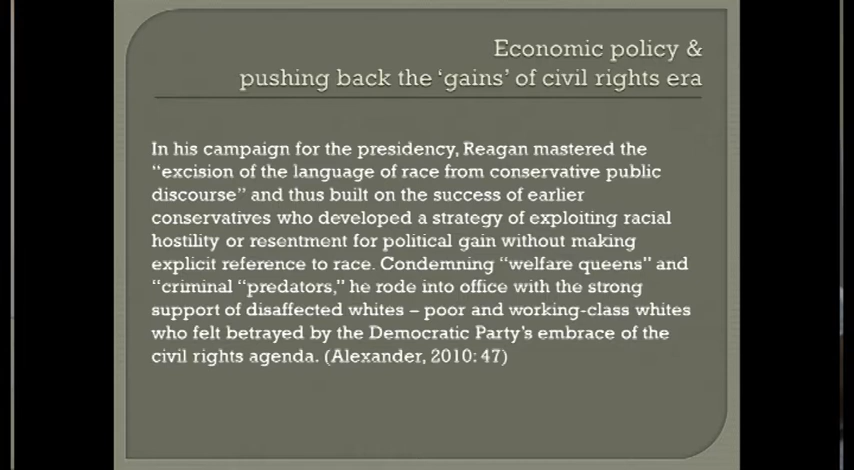 Economic policy &
pushing back the ‘gains’ of civil rights era
In his campaign for the presidency, Reagan mastered the
“excision of the language of race from conservative public
discourse” and thus built on the success of earlier
conservatives who developed a strategy of exploiting racial
hostility or resentment for political gain without making
explicit reference to race. Condemning “welfare queens” and
“criminal “predators,” he rode into office with the strong
support of disaffected whites – poor and working-class whites
who felt betrayed by the Democratic Party’s embrace of the
civil rights agenda. (Alexander, 2010: 47)